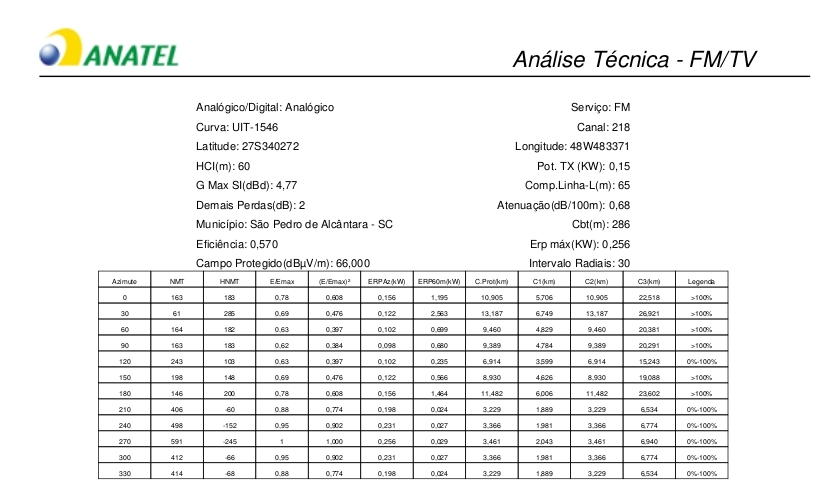 ANATEL
Análise Técnica - FM/TV
Analógico/Digital: Analógico Serviço: FM
Curva: UIT-1546 Canal: 218
Latitude: 27S340272 Longitude: 48W483371
HCI(m): 60 Pot. TX (KW): 0,15
G Max SI(dBd): 4,77 Comp.Linha-L(m): 65
Demais Perdas(dB): 2 Atenuação(dB/100m): 0,68
Município: São Pedro de Alcântara - SC Cbt(m): 286
Eficiência: 0,570 Erp máx(KW): 0,256
Campo Protegido(dBµV/m): 66,000 Intervalo Radiais: 30
Azimute NMT HNMT E/Emax (E/Emax)² ERPAz(kW) ERP60m(kW) C.Prot(km) C1(km) C2(km) C3(km) Legenda
0 163 183 0,78 0,608 0,156 1,195 10,905 5,706 10,905 22,518 >100%
30 61 285 0,69 0,476 0,122 2,563 13,187 6,749 13,187 26,921 >100%
60 164 182 0,63 0,397 0,102 0,699 9,460 4,829 9,460 20,381 >100%
90 163 183 0,62 0,384 0,098 0,680 9,389 4,784 9,389 20,291 >100%
120 243 103 0,63 0,397 0,102 0,235 6,914 3,599 6,914 15,243 0%-100%
150 198 148 0,69 0,476 0,122 0,566 8,930 4,626 8,930 19,088 >100%
180 146 200 0,78 0,608 0,156 1,464 11,482 6,006 11,482 23,602 >100%
210 406 -60 0,88 0,774 0,198 0,024 3,229 1,889 3,229 6,534 0%-100%
240 498 -152 0,95 0,902 0,231 0,027 3,366 1,981 3,366 6,774 0%-100%
270 591 -245 1 1,000 0,256 0,029 3,461 2,043 3,461 6,940 0%-100%
300 412 -66 0,95 0,902 0,231 0,027 3,366 1,981 3,366 6,774 0%-100%
330 414 -68 0,88 0,774 0,198 0,024 3,229 1,889 3,229 6,534 0%-100%